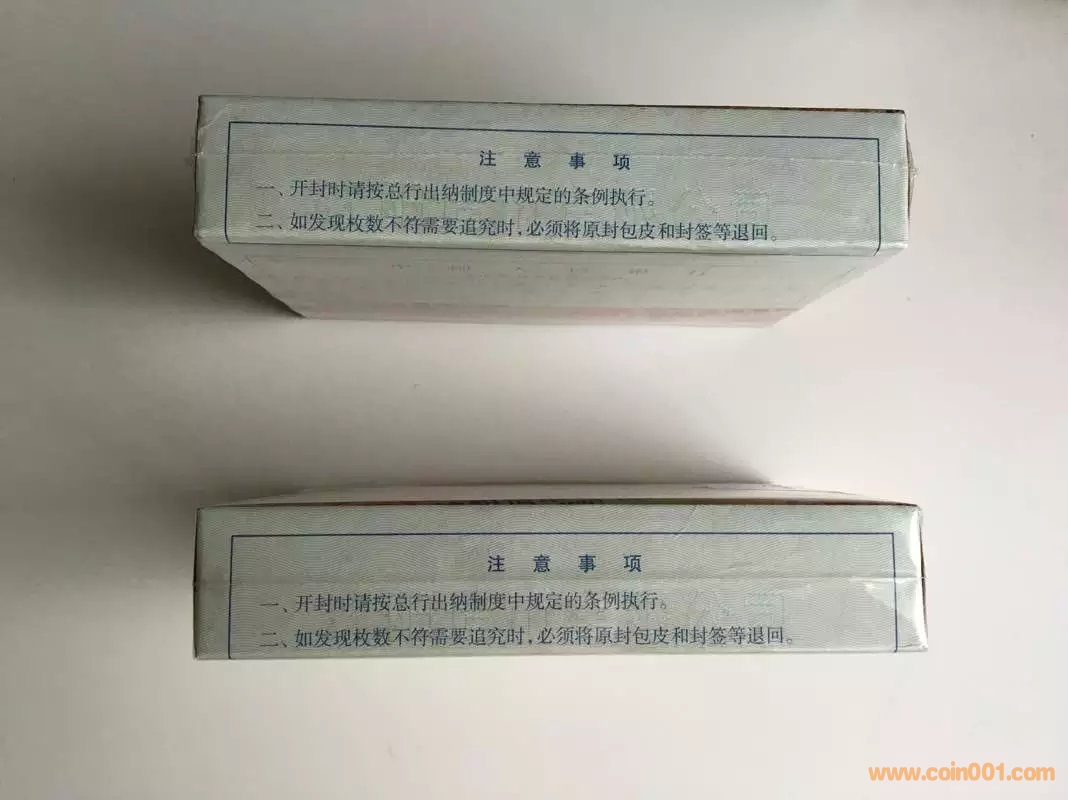 注意事项
一、开封时请按总行出纳制度中规定的条例执行。
二、如发现枚数不符需要追究时，必须将原封包皮和封签等退回。
注意事项
一、开封时请按总行出纳制度中规定的条例执行。
二、如发现枚数不符需要追究时，必须将原封包皮和封签等退回。
www.coin001.com